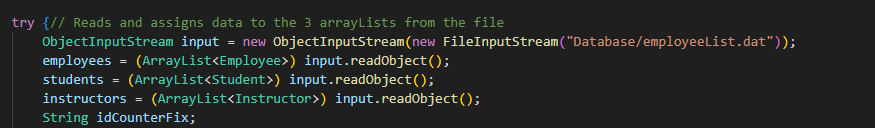 try {// Reads and assigns data to the 3 arrayLists from the file
ObjectInputStream input = new ObjectInputStream(new FileInputStream("Database/employeeList.dat"));
employees = (ArrayList<Employee>) input.readObject();
students = (ArrayList<Student>) input.readObject();
instructors = (ArrayList<Instructor>) input.readObject();
String idCounterFix;